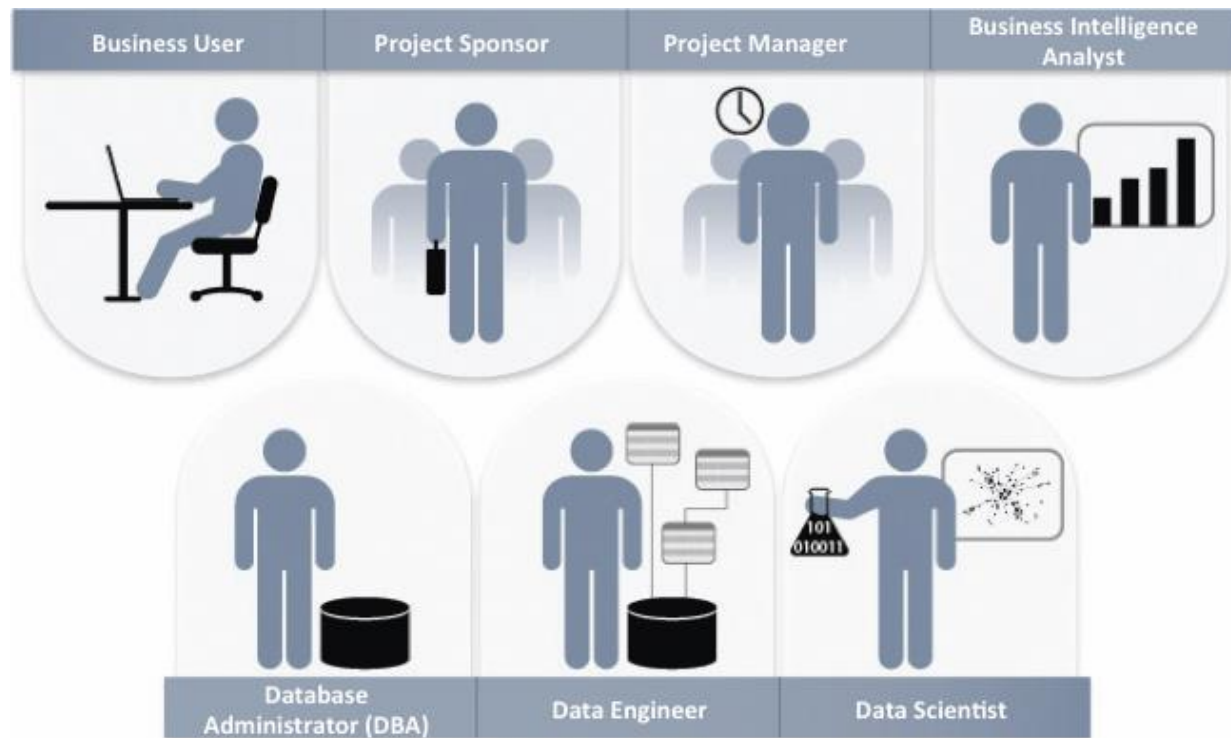 Business User
Project Sponsor
Project Manager
Business Intelligence
Analyst
101
010011
Database
Administrator (DBA)
Data Engineer
Data Scientist